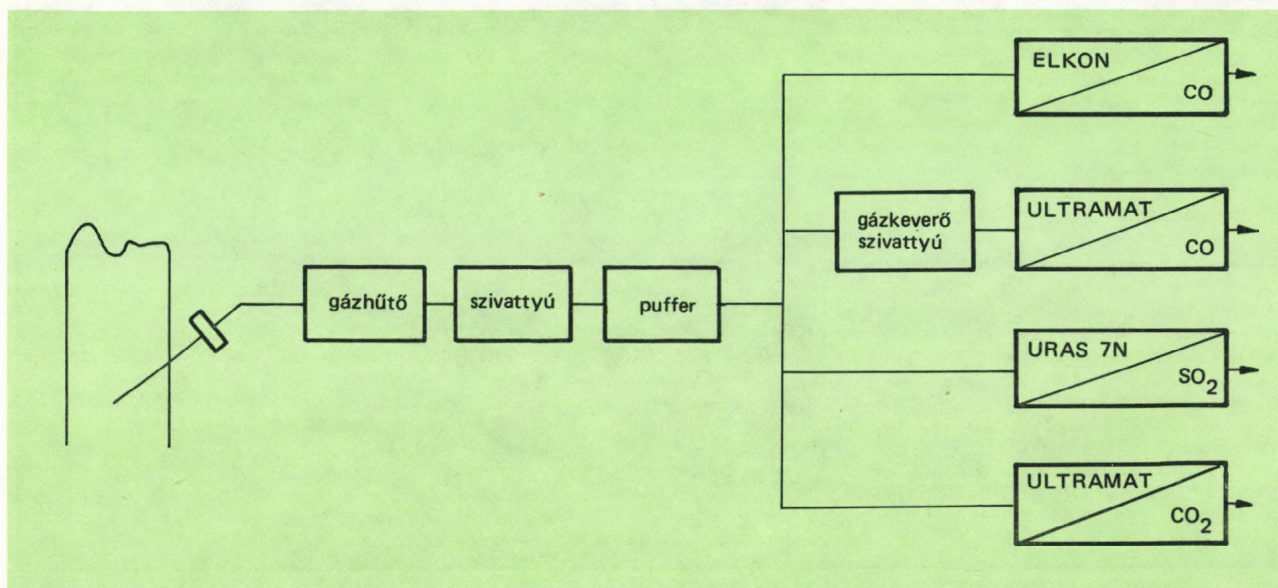 ELKON
CO
gázkeverő
szivattyú
ULTRAMAT
CO
gázhűtő
szivattyú
puffer
URAS 7N
SO₂
ULTRAMAT
CO₂